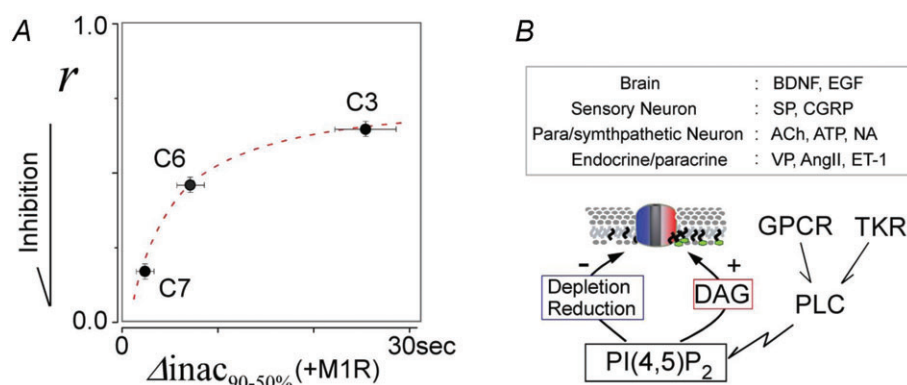 A
1.0
r
Inhibition
C3
C6
C7
0.0
0
30sec
Δinac90-50% (+M1R)
B
Brain : BDNF, EGF
Sensory Neuron : SP, CGRP
Para/symthpathetic Neuron : ACh, ATP, NA
Endocrine/paracrine : VP, AngII, ET-1
GPCR TKR
- +
Depletion
Reduction
DAG
PLC
PI(4,5)P2